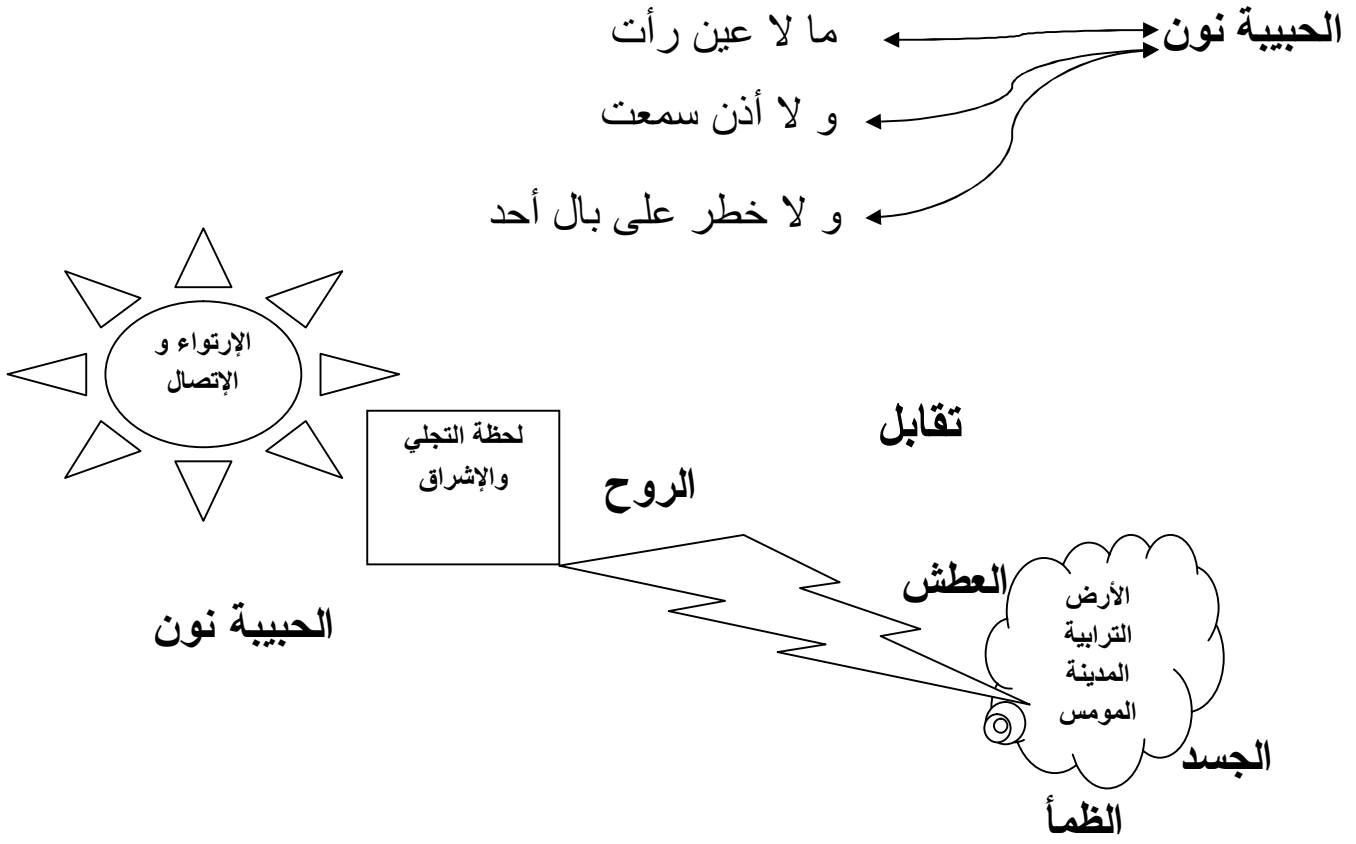 الحبيبة نون
ما لا عين رأت
و لا أذن سمعت
و لا خطر على بال أحد
الإرتواء و
الإتصال
لحظة التجلي
والإشراق
تقابل
الروح
العطش
الأرض
الترابية
المدينة
المومس
الحبيبة نون
الجسد
الظمأ